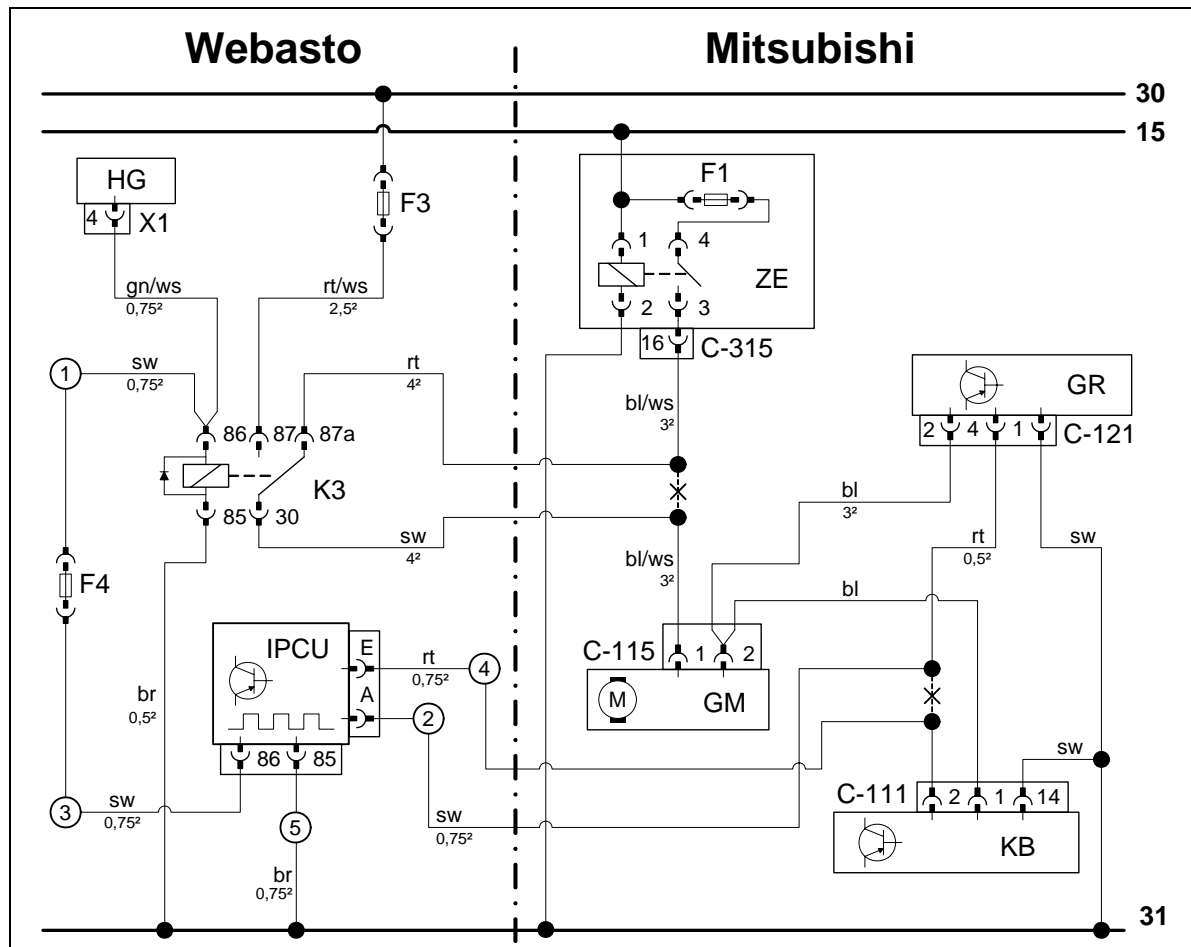 Webasto Mitsubishi
30
15
HG
4 X1
F3
F1
1 4
ZE
2 3
16 C-315
gn/ws
0,75²
rt/ws
2,5²
1 sw
0,75²
rt
4²
bl/ws
3²
GR
2 4 1 C-121
86 87 87a
K3
85 30
sw
4²
bl
3²
rt
0,5²
sw
bl/ws
3²
bl
F4
IPCU E
A
rt
0,75²
4
2
C-115 1 2
M GM
br
0,5²
86 85
sw
3 sw
0,75²
5
sw
0,75²
C-111 2 1 14
KB
br
0,75²
31